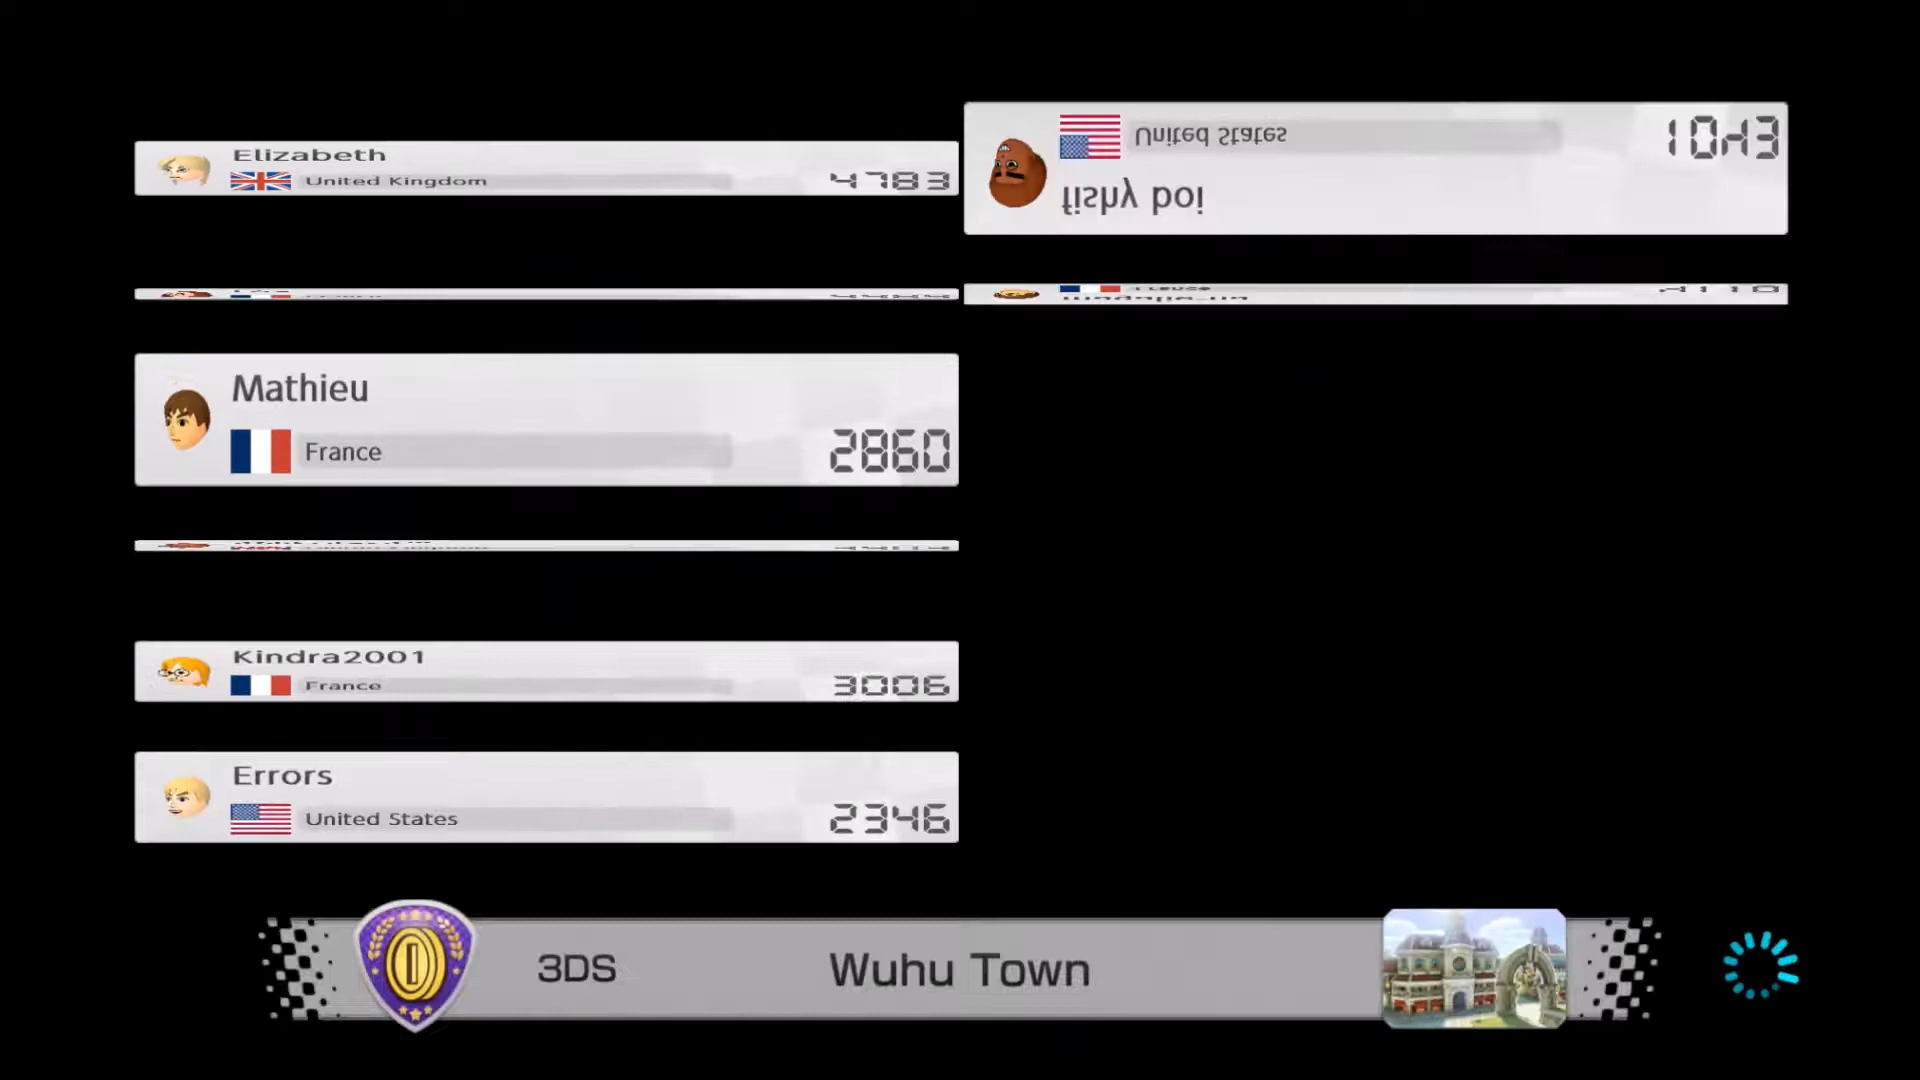 Elizabeth
United Kingdom
4783
Mathieu
France
2860
Kindra2001
France
3006
Errors
United States
2346
fishy boi
United States
1043
3DS
Wuhu Town